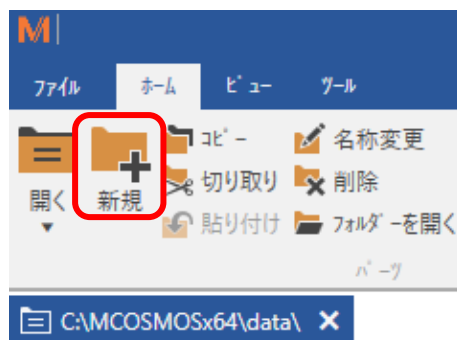 M
ﾌｧｲﾙ ﾎｰﾑ ﾋﾞｭｰ ﾂｰﾙ
開く 新規 ｺﾋﾟｰ 名称変更
切り取り 削除
貼り付け ﾌｫﾙﾀﾞｰを開く
ﾊﾟｰﾂ
C:\MCOSMOSx64\data\